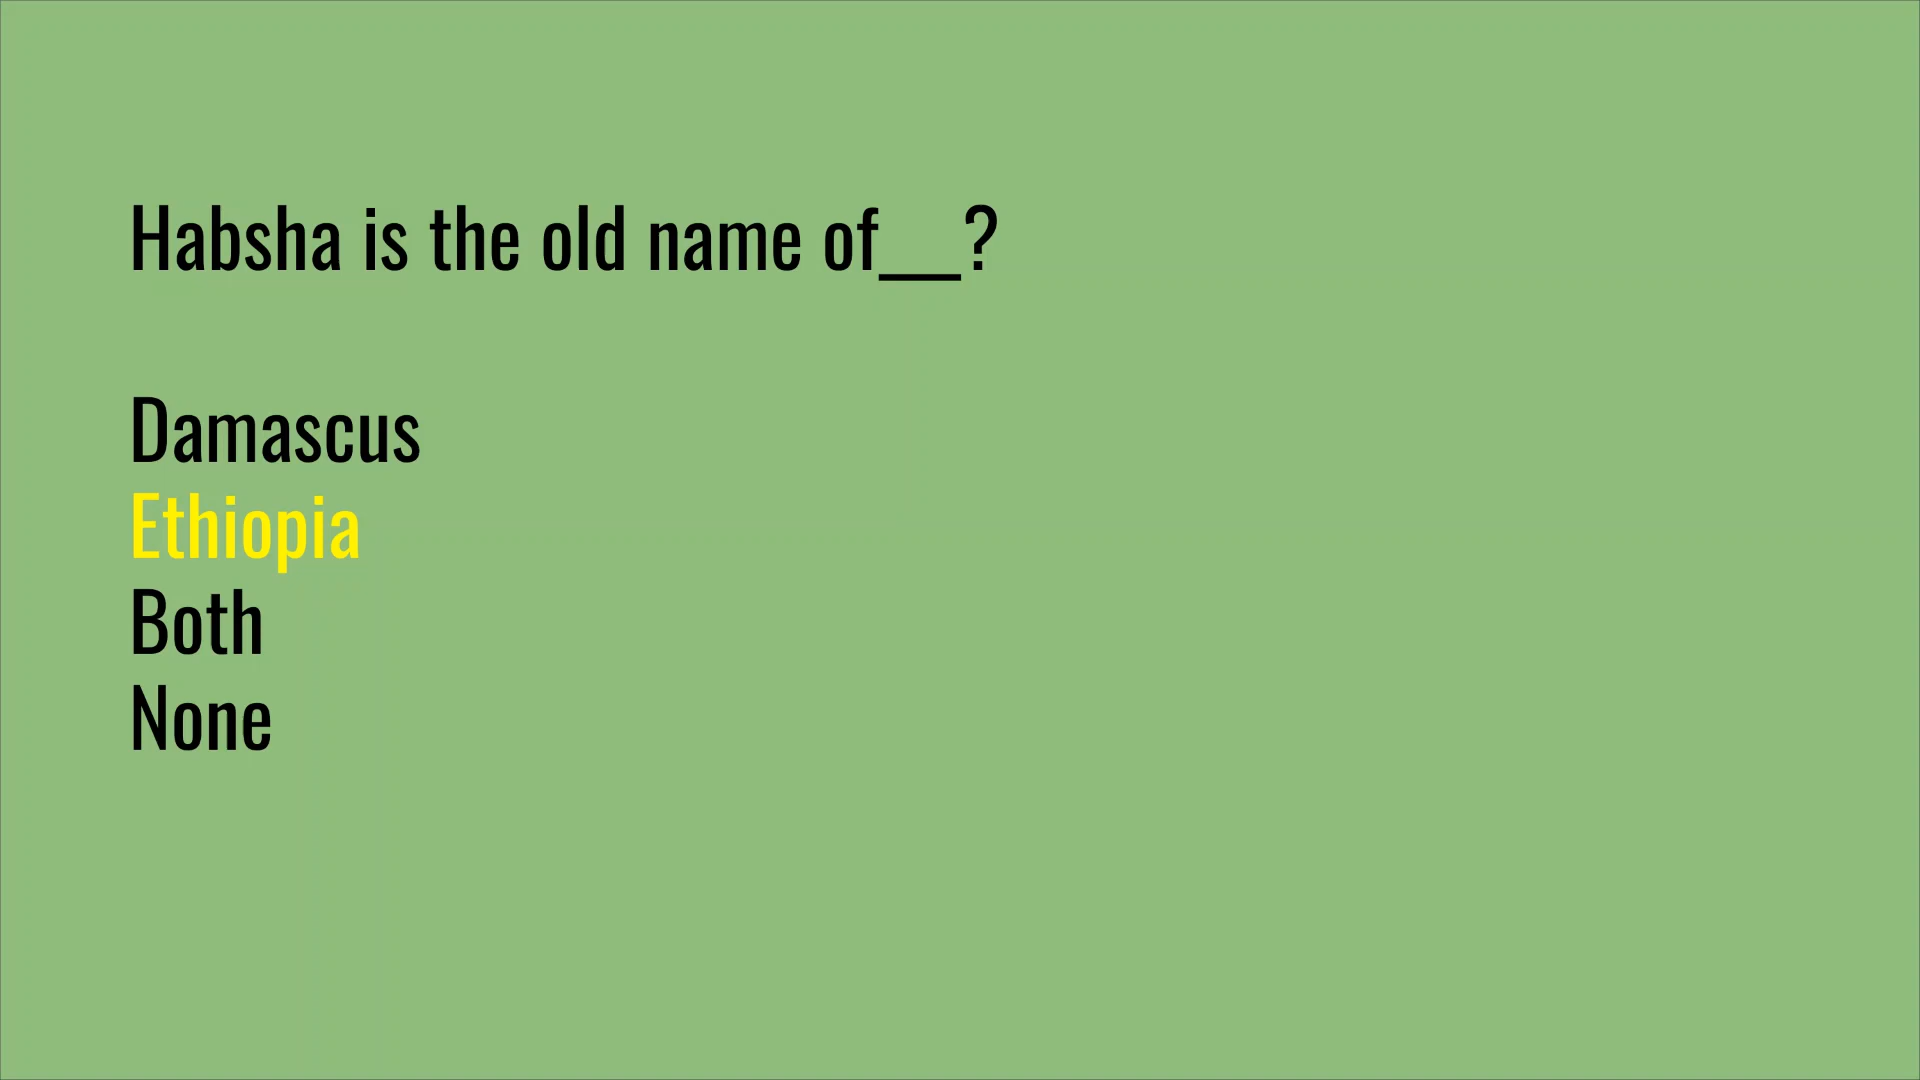 Habsha is the old name of__?
Damascus
Ethiopia
Both
None